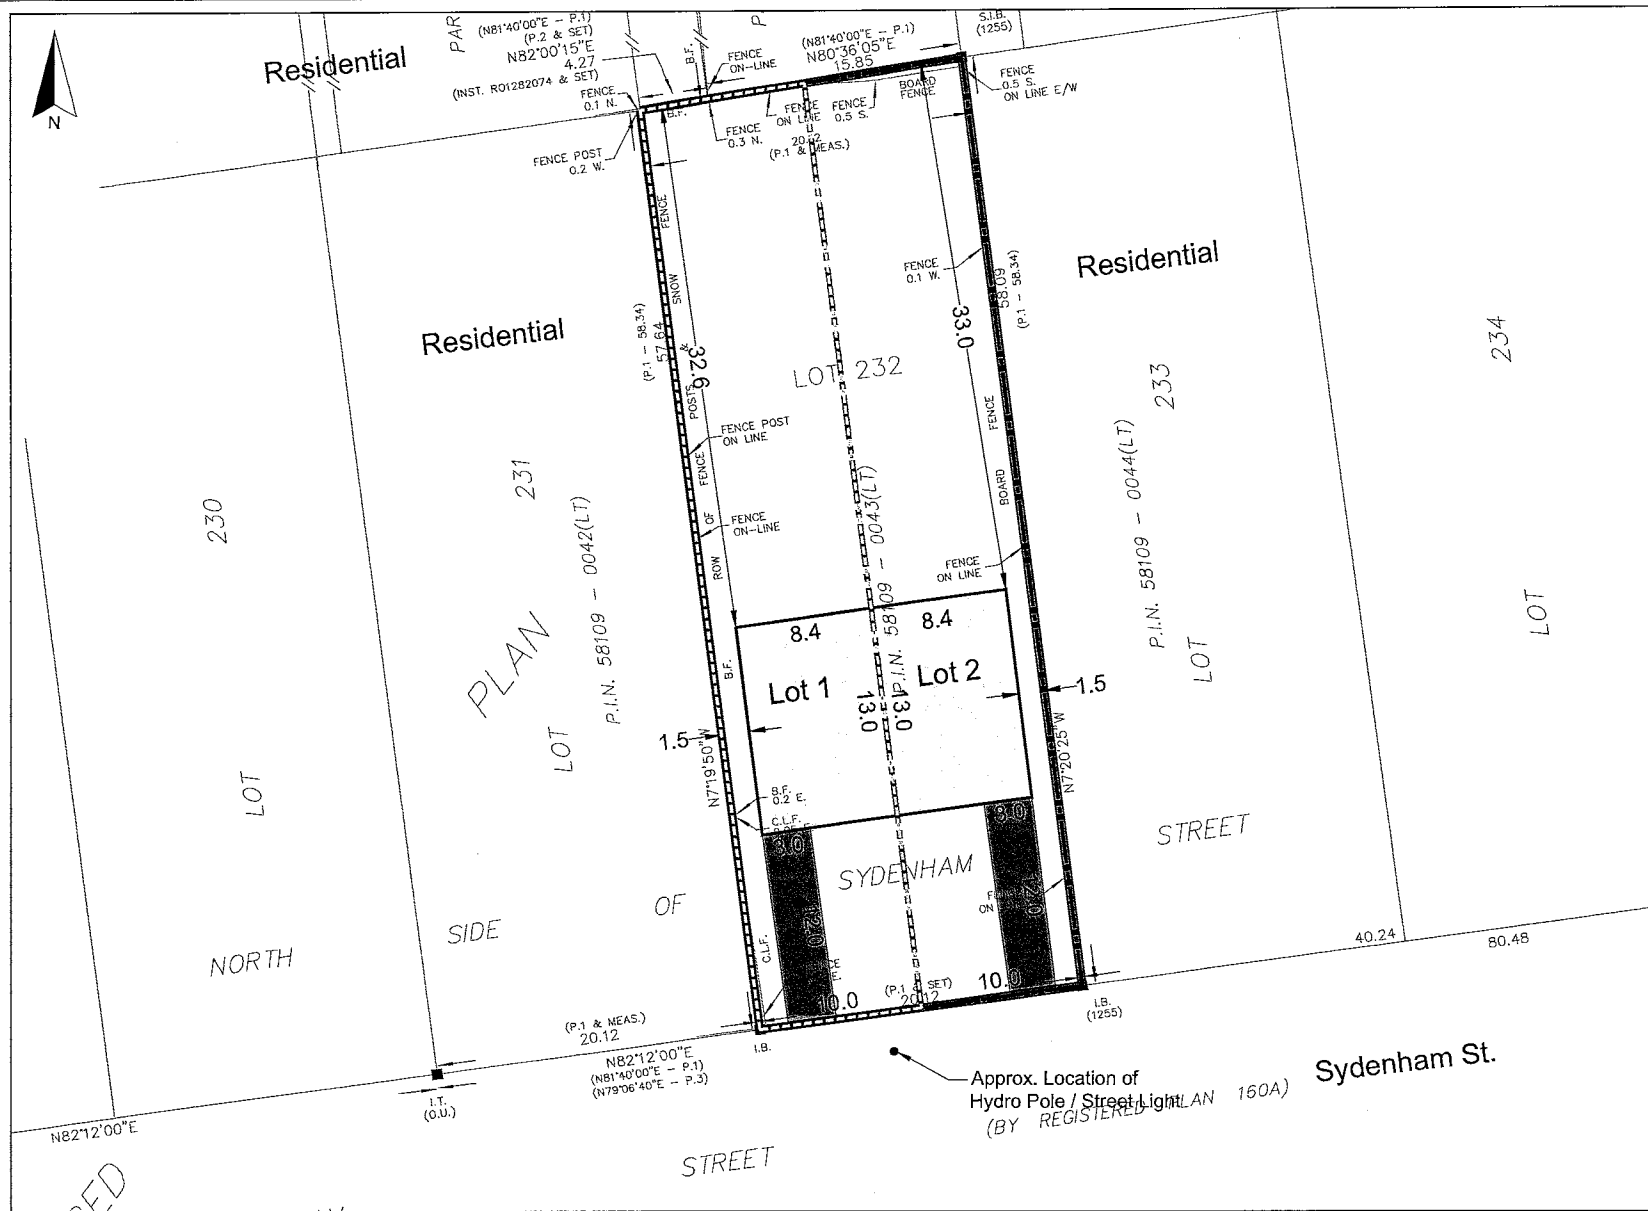 N
Residential
PAR
(N81°40'00"E - P.1)
(P.2 & SET)
N82°00'15"E
4.27
(INST. RO1282074 & SET)
FENCE
0.1 N.
B.F.
FENCE
ON-LINE
P
(N81°40'00"E - P.1)
N80°36'05"E
15.85
S.I.B.
(1255)
FENCE
0.5 S.
ON LINE E/W
BOARD
FENCE
B.F.
FENCE
0.3 N.
FENCE
ON LINE
FENCE
0.5 S.
20.12
(P.1 & MEAS.)
FENCE POST
0.2 W.
FENCE
SNOW
&
POSTS
FENCE
OF
ROW
(P.1 - 58.34)
57.64
32.6
Residential
FENCE
0.1 W.
33.0
58.09
(P.1 - 58.34)
Residential
LOT 232
FENCE
BOARD
FENCE POST
ON LINE
FENCE
ON-LINE
FENCE
ON LINE
230
231
233
234
P.I.N. 58109 - 0042(LT)
P.I.N. 58109 - 0043(LT)
P.I.N. 58109 - 0044(LT)
PLAN
LOT
LOT
LOT
LOT
8.4
8.4
Lot 1
Lot 2
B.F.
13.0
13.0
1.5
1.5
N7°19'50"W
N7°20'25"W
B.F.
0.2 E.
C.L.F.
3.0
3.0
12.0
12.0
C.L.F.
ON
NORTH
SIDE
OF
SYDENHAM
STREET
10.0
(P.1 & SET)
20.12
10.0
40.24
80.48
I.B.
(1255)
I.B.
(P.1 & MEAS.)
20.12
N82°12'00"E
(N81°40'00"E - P.1)
(N79°06'40"E - P.3)
I.T.
(O.U.)
N82°12'00"E
Approx. Location of
Hydro Pole / Street Light
Sydenham St.
(BY REGISTERED PLAN 160A)
STREET